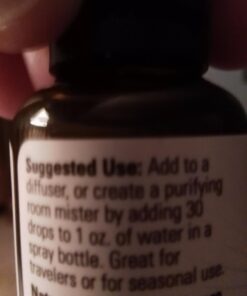 Suggested Use: Add to a
diffuser, or create a purifying
room mister by adding 30
drops to 1 oz. of water in a
spray bottle. Great for
travelers or for seasonal use.